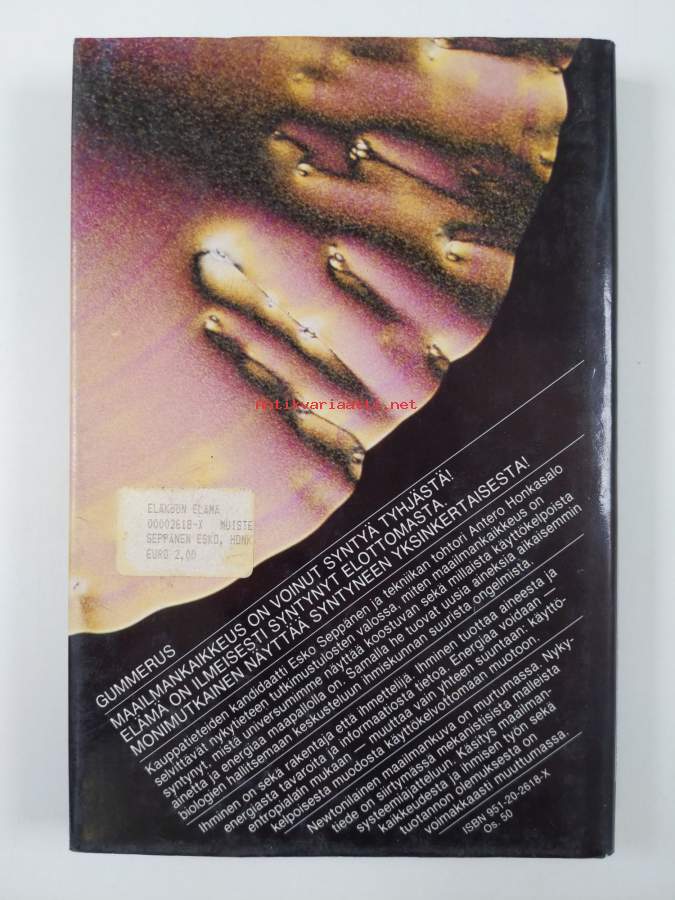 Antikvariaatti.net
ELÄKÖÖN ELÄMÄ
00002618-X MUISTE
SEPPÄNEN ESKO, HONK
EURO 2,00
GUMMERUS
MAAILMANKAIKKEUS ON VOINUT SYNTYÄ TYHJÄSTÄ!
ELÄMÄ ON ILMEISESTI SYNTYNYT ELOTTOMASTA.
MONIMUTKAINEN NÄYTTÄÄ SYNTYNEEN YKSINKERTAISESTA!
Kauppatieteiden kandidaatti Esko Seppänen ja tekniikan tohtori Antero Honkasalo
selvittävät nykytieteen tutkimustulosten valossa, miten maailmankaikkeus on
syntynyt, mistä universumimme näyttää koostuvan sekä millaista käyttökelpoista
ainetta ja energiaa maapallolla on. Samalla he tuovat uusia aineksia aikaisemmin
biologien hallitsemaan keskusteluun ihmiskunnan suurista ongelmista.
Ihminen on sekä rakentaja että ihmettelijä. Ihminen tuottaa aineesta ja
energiasta tavaroita ja informaatiosta tietoa. Energiaa voidaan —
entropialain mukaan — muuttaa vain yhteen suuntaan: käyttö-
kelpoisesta muodosta käyttökelvottomaan muotoon.
Newtonilainen maailmankuva on murtumassa. Nyky-
tiede on siirtymässä mekanistisista malleista
systeemiajatteluun. Käsitys maailman-
kaikkeudesta ja ihmisen työn sekä
tuotannon olemuksesta on
voimakkaasti muuttumassa.
ISBN 951-20-2618-X
Os. 50